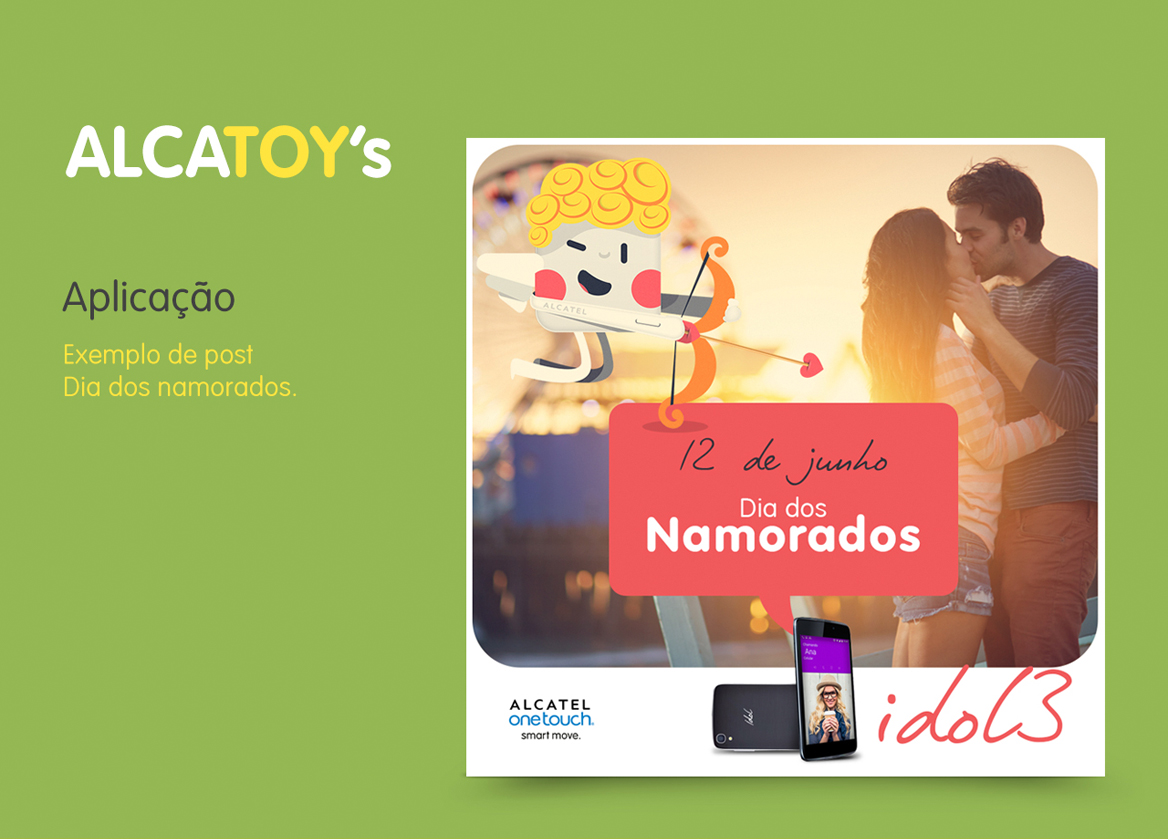 ALCATOY's
Aplicação
Exemplo de post
Dia dos namorados.
ALCATEL
12 de junho
Dia dos
Namorados
Ana
idol
ALCATEL
onetouch.
smart move.
idol3